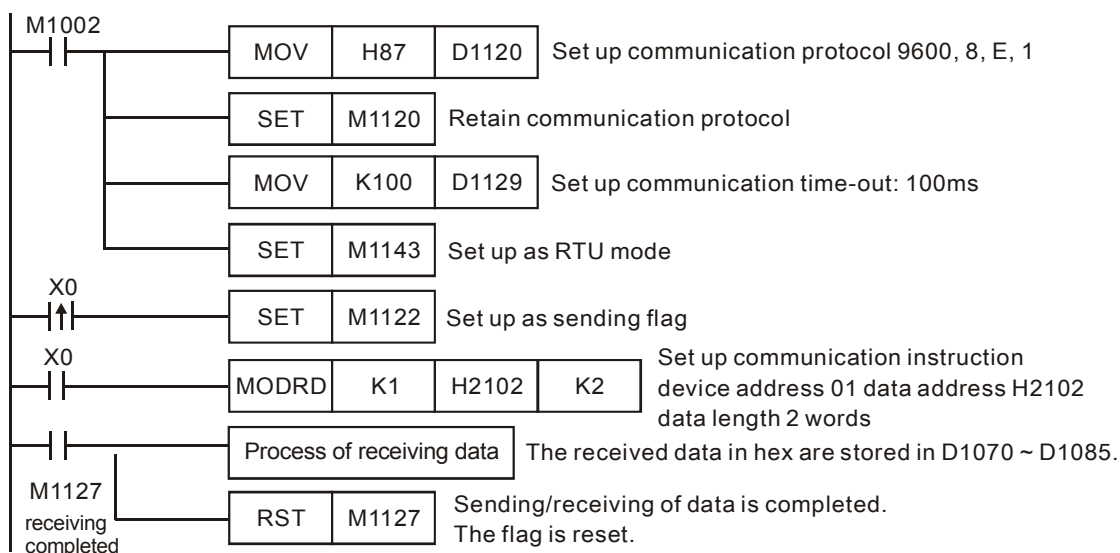 M1002
MOV H87 D1120 Set up communication protocol 9600, 8, E, 1
SET M1120 Retain communication protocol
MOV K100 D1129 Set up communication time-out: 100ms
SET M1143 Set up as RTU mode
X0
SET M1122 Set up as sending flag
X0
MODRD K1 H2102 K2
Set up communication instruction
device address 01 data address H2102
data length 2 words
Process of receiving data The received data in hex are stored in D1070 ~ D1085.
M1127
receiving
completed
RST M1127
Sending/receiving of data is completed.
The flag is reset.